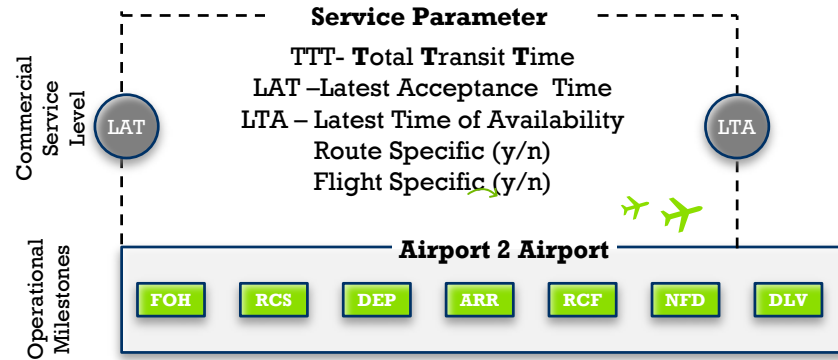 Service Parameter
TTT- Total Transit Time
LAT –Latest Acceptance Time
LTA – Latest Time of Availability
Route Specific (y/n)
Flight Specific (y/n)
Commercial
Service
Level
LAT
LTA
Airport 2 Airport
Operational
Milestones
FOH
RCS
DEP
ARR
RCF
NFD
DLV